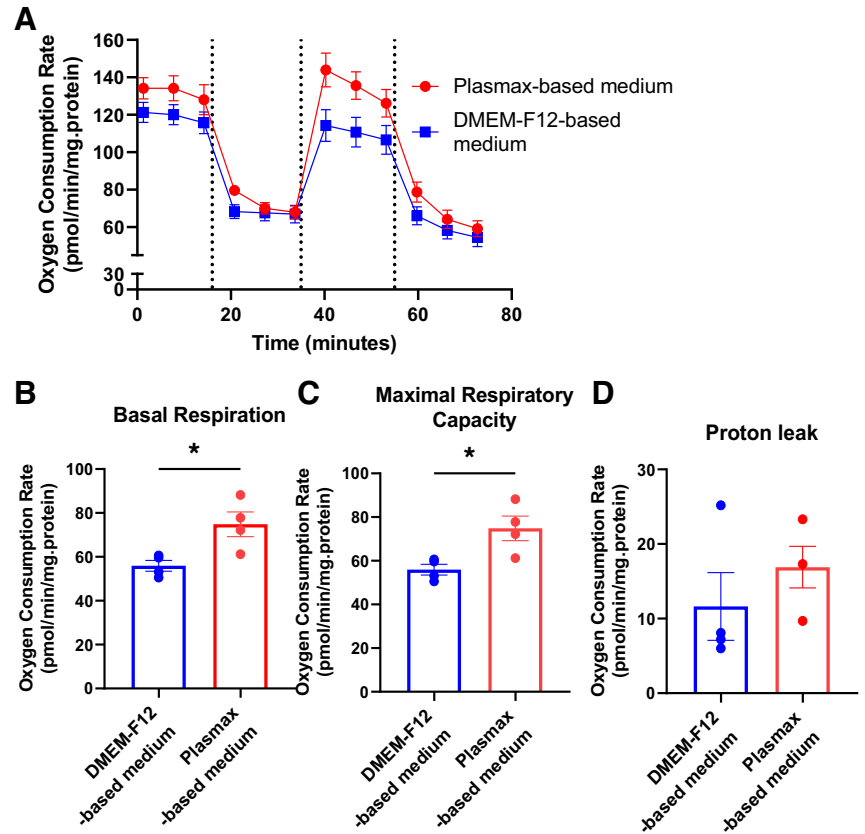 A
Oxygen Consumption Rate
(pmol/min/mg.protein)
160
140
120
100
80
60
30
0
0
20
40
60
80
Time (minutes)
Plasmax-based medium
DMEM-F12-based
medium
B
Basal Respiration
*
Oxygen Consumption Rate
(pmol/min/mg.protein)
100
80
60
40
20
0
DMEM-F12
-based medium
Plasmax
-based medium
C
Maximal Respiratory
Capacity
*
Oxygen Consumption Rate
(pmol/min/mg.protein)
100
80
60
40
20
0
DMEM-F12
-based medium
Plasmax
-based medium
D
Proton leak
Oxygen Consumption Rate
(pmol/min/mg.protein)
30
20
10
0
DMEM-F12
-based medium
Plasmax
-based medium